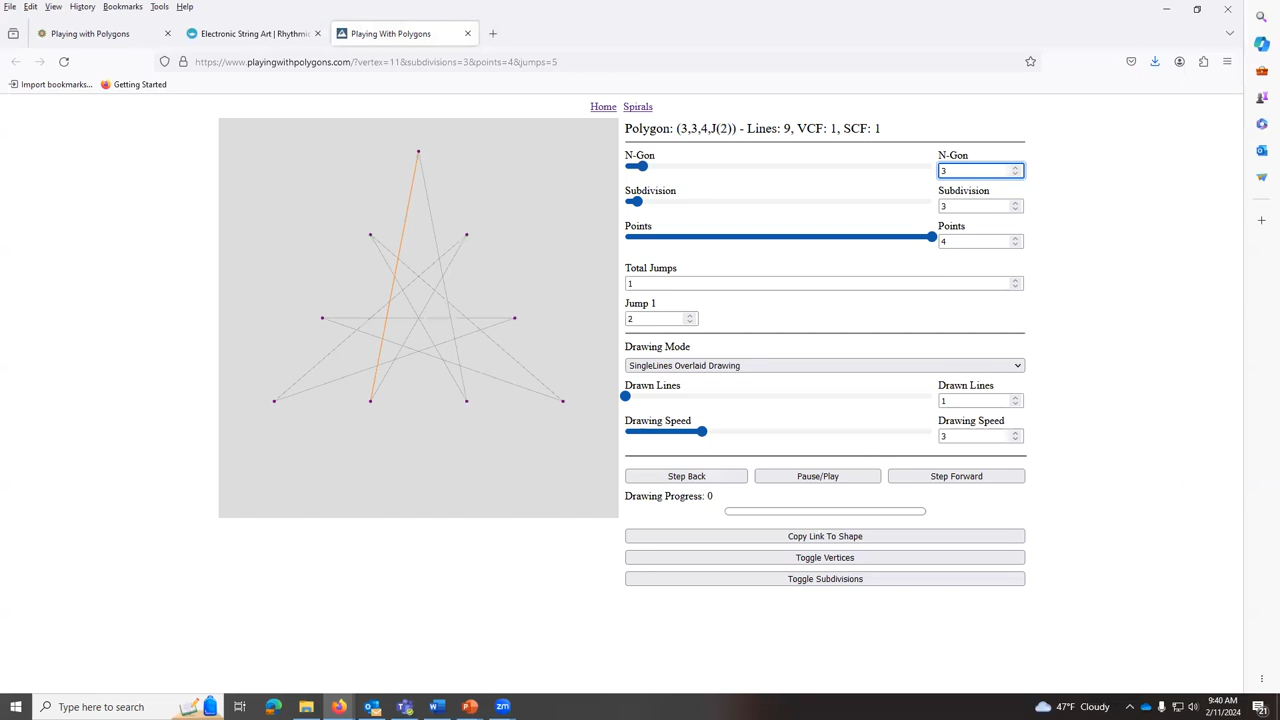 File Edit View History Bookmarks Tools Help
Playing with Polygons
Electronic String Art | Rhythmic
Playing With Polygons
https://www.playingwithpolygons.com/?vertex=11&subdivisions=3&points=4&jumps=5
Import bookmarks... Getting Started
Home Spirals
Polygon: (3,3,4,J(2)) - Lines: 9, VCF: 1, SCF: 1
N-Gon N-Gon
3
Subdivision Subdivision
3
Points Points
4
Total Jumps
1
Jump 1
2
Drawing Mode
SingleLines Overlaid Drawing
Drawn Lines Drawn Lines
1
Drawing Speed Drawing Speed
3
Step Back Pause/Play Step Forward
Drawing Progress: 0
Copy Link To Shape
Toggle Vertices
Toggle Subdivisions
Type here to search
47°F Cloudy
9:40 AM
2/11/2024
21